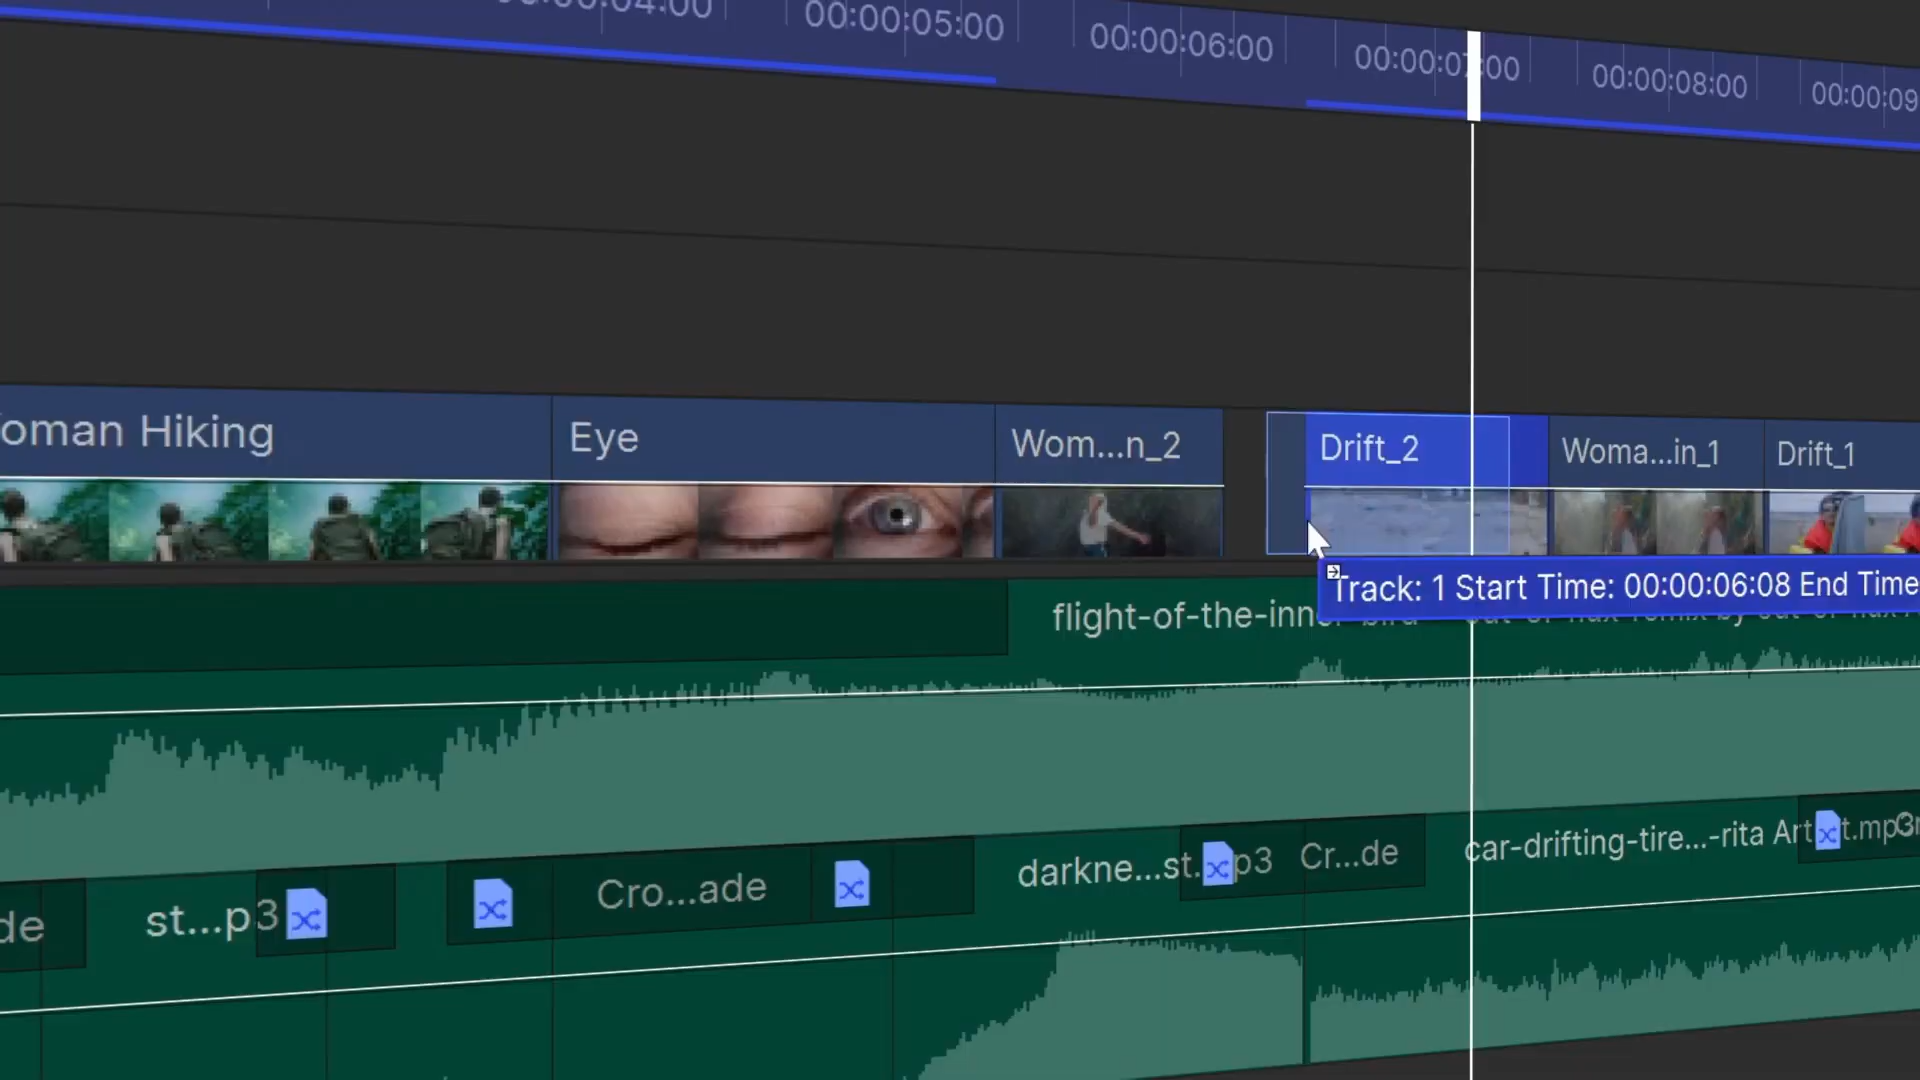 00:00:04:00 00:00:05:00 00:00:06:00 00:00:07:00 00:00:08:00 00:00:09
oman Hiking Eye Wom...n_2 Drift_2 Woma...in_1 Drift_1
Track: 1 Start Time: 00:00:06:08 End Time
flight-of-the-inner-bird
de st...p3 Cro...ade darkne...st. p3 Cr...de car-drifting-tire...-rita Art t.mp3